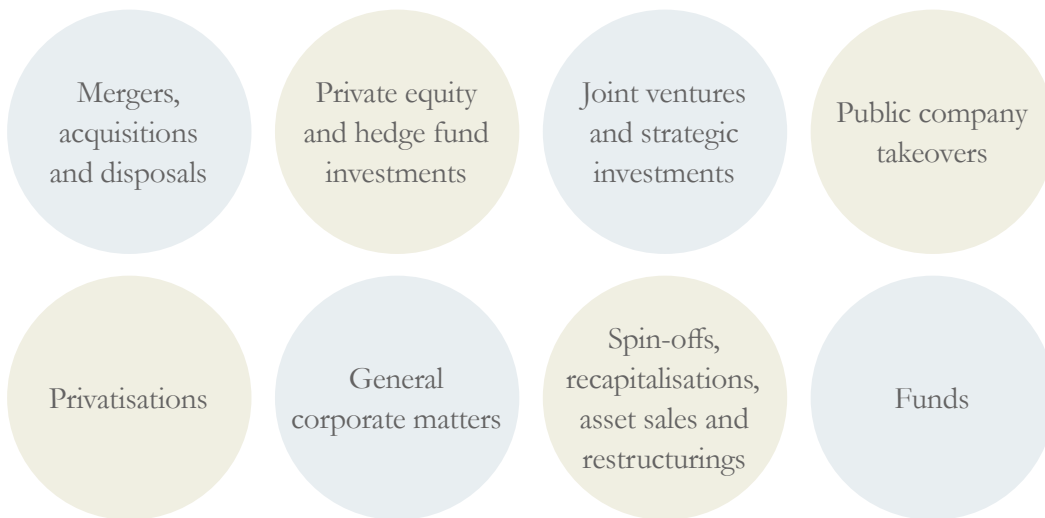 Mergers,
acquisitions
and disposals
Private equity
and hedge fund
investments
Joint ventures
and strategic
investments
Public company
takeovers
Privatisations
General
corporate matters
Spin-offs,
recapitalisations,
asset sales and
restructurings
Funds